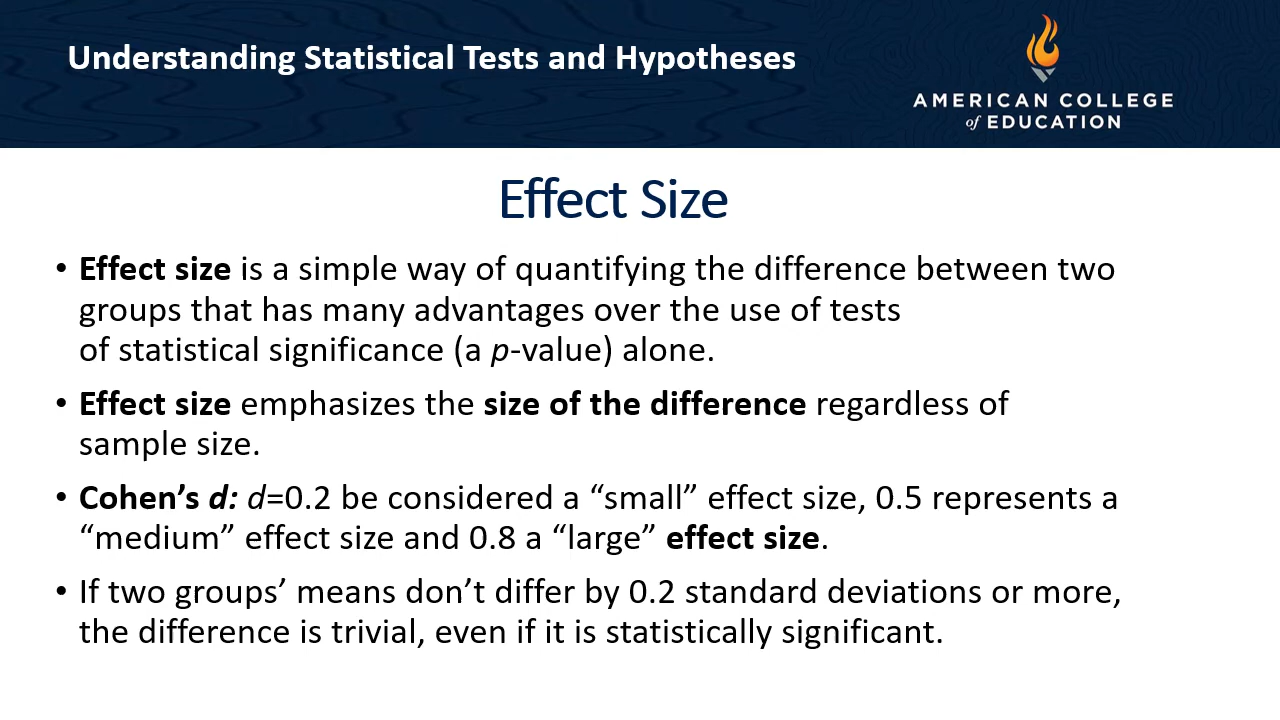 Understanding Statistical Tests and Hypotheses
AMERICAN COLLEGE
of EDUCATION
Effect Size
• Effect size is a simple way of quantifying the difference between two
groups that has many advantages over the use of tests
of statistical significance (a p-value) alone.
• Effect size emphasizes the size of the difference regardless of
sample size.
• Cohen’s d: d=0.2 be considered a “small” effect size, 0.5 represents a
“medium” effect size and 0.8 a “large” effect size.
• If two groups’ means don’t differ by 0.2 standard deviations or more,
the difference is trivial, even if it is statistically significant.